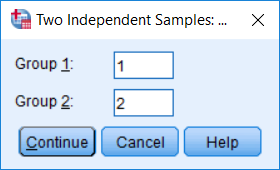 Two Independent Samples: ...
Group 1: 1
Group 2: 2
Continue Cancel Help